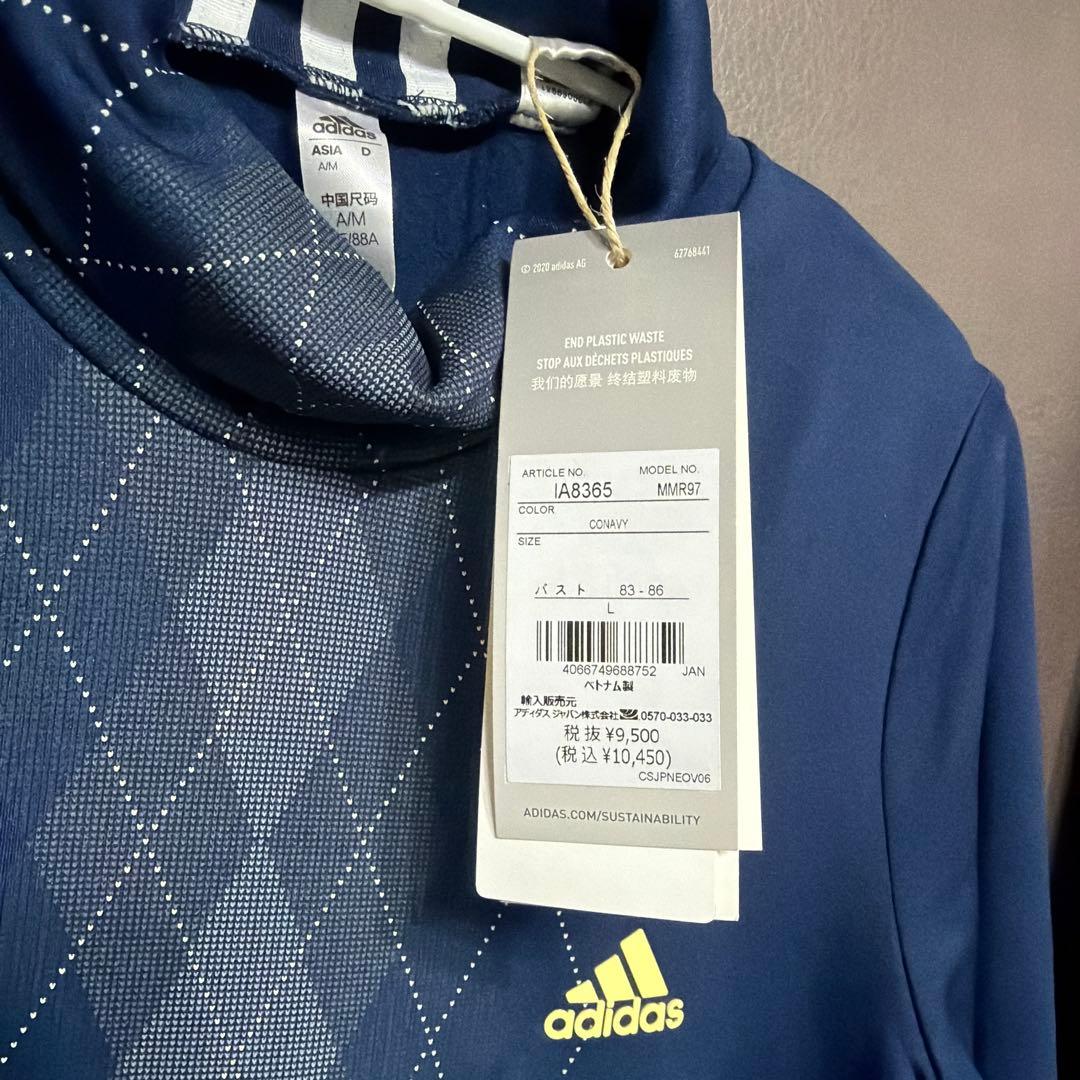 adidas
ASIA D
A/M
中国尺码
A/M
/88A
© 2020 adidas AG 62768441
END PLASTIC WASTE
STOP AUX DÉCHETS PLASTIQUES
我们的愿景 终结塑料废物
ARTICLE NO. MODEL NO.
IA8365 MMR97
COLOR
CONAVY
SIZE
バスト 83 - 86
L
4066749688752 JAN
ベトナム製
輸入販売元
アディダス ジャパン株式会社 0570-033-033
税抜 ¥9,500
(税込 ¥10,450)
CSJPNEOV06
ADIDAS.COM/SUSTAINABILITY
adidas